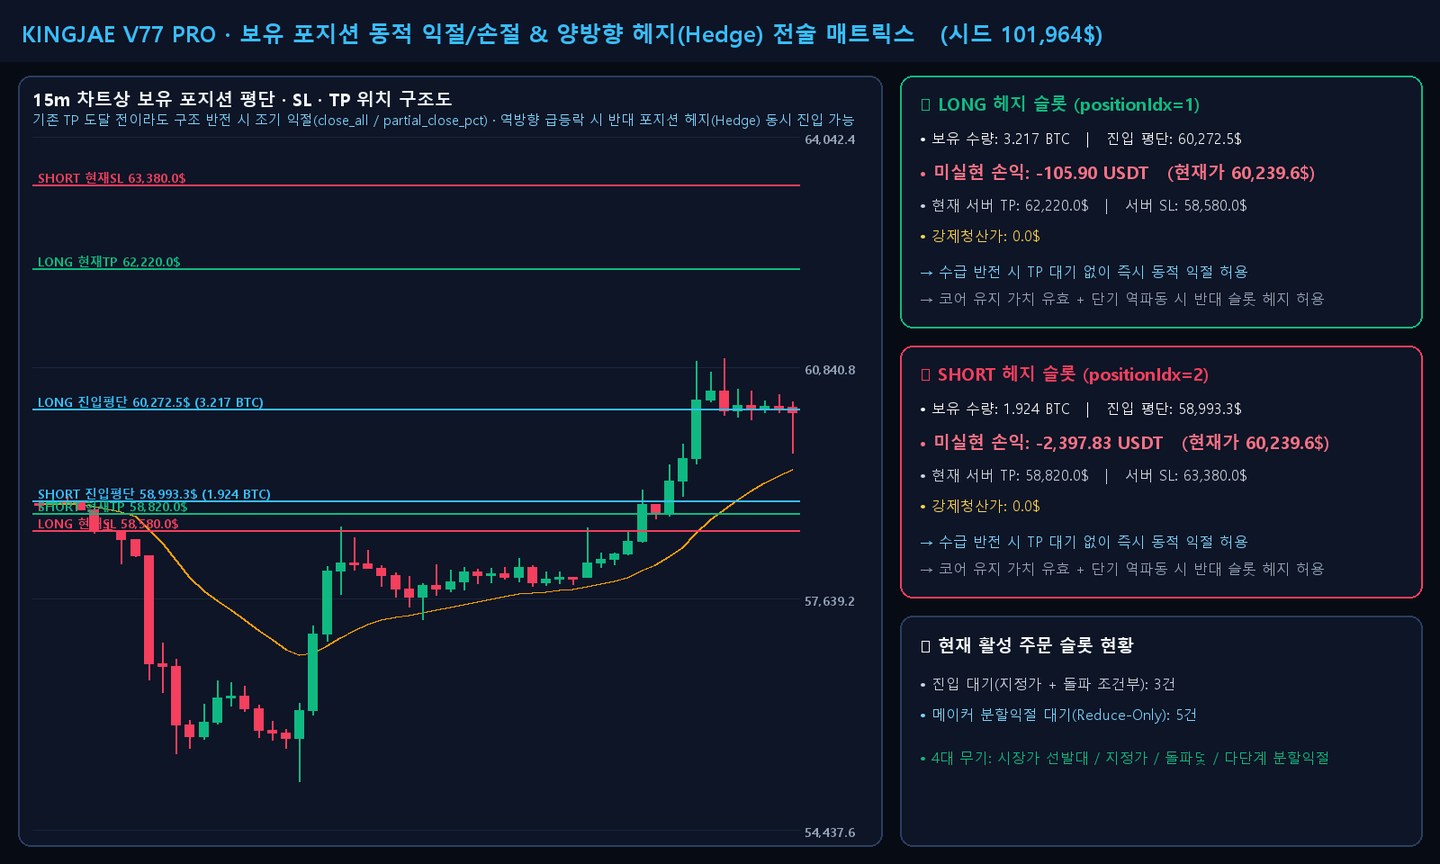 KINGJAE V77 PRO · 보유 포지션 동적 익절/손절 & 양방향 헤지(Hedge) 전술 매트릭스 (시드 101,964$)
15m 차트상 보유 포지션 평단 · SL · TP 위치 구조도
기존 TP 도달 전이라도 구조 반전 시 조기 익절(close_all / partial_close_pct) · 역방향 급등락 시 반대 포지션 헤지(Hedge) 동시 진입 가능
64,042.4
SHORT 현재SL 63,380.0$
LONG 현재TP 62,220.0$
60,840.8
LONG 진입평단 60,272.5$ (3.217 BTC)
SHORT 진입평단 58,993.3$ (1.924 BTC)
SHORT 현재TP 58,820.0$
LONG 현재SL 58,580.0$
57,639.2
54,437.6
LONG 헤지 슬롯 (positionIdx=1)
• 보유 수량: 3.217 BTC | 진입 평단: 60,272.5$
• 미실현 손익: -105.90 USDT (현재가 60,239.6$)
• 현재 서버 TP: 62,220.0$ | 서버 SL: 58,580.0$
• 강제청산가: 0.0$
→ 수급 반전 시 TP 대기 없이 즉시 동적 익절 허용
→ 코어 유지 가치 유효 + 단기 역파동 시 반대 슬롯 헤지 허용
SHORT 헤지 슬롯 (positionIdx=2)
• 보유 수량: 1.924 BTC | 진입 평단: 58,993.3$
• 미실현 손익: -2,397.83 USDT (현재가 60,239.6$)
• 현재 서버 TP: 58,820.0$ | 서버 SL: 63,380.0$
• 강제청산가: 0.0$
→ 수급 반전 시 TP 대기 없이 즉시 동적 익절 허용
→ 코어 유지 가치 유효 + 단기 역파동 시 반대 슬롯 헤지 허용
현재 활성 주문 슬롯 현황
• 진입 대기(지정가 + 돌파 조건부): 3건
• 메이커 분할익절 대기(Reduce-Only): 5건
• 4대 무기: 시장가 선발대 / 지정가 / 돌파덫 / 다단계 분할익절